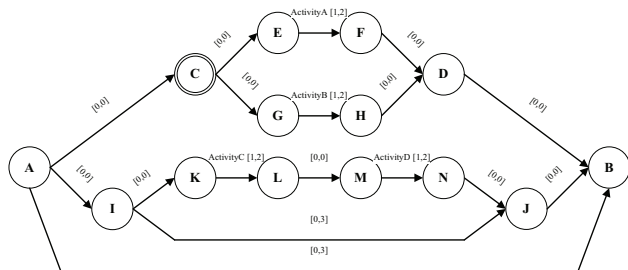 ActivityA [1,2]
E
F
[0,0]
[0,0]
C
D
[0,0]
ActivityB [1,2]
[0,0]
[0,0]
[0,0]
G
H
A
ActivityC [1,2]
[0,0]
ActivityD [1,2]
B
[0,0]
[0,0]
K
L
M
N
[0,0]
[0,0]
I
[0,3]
J
[0,3]